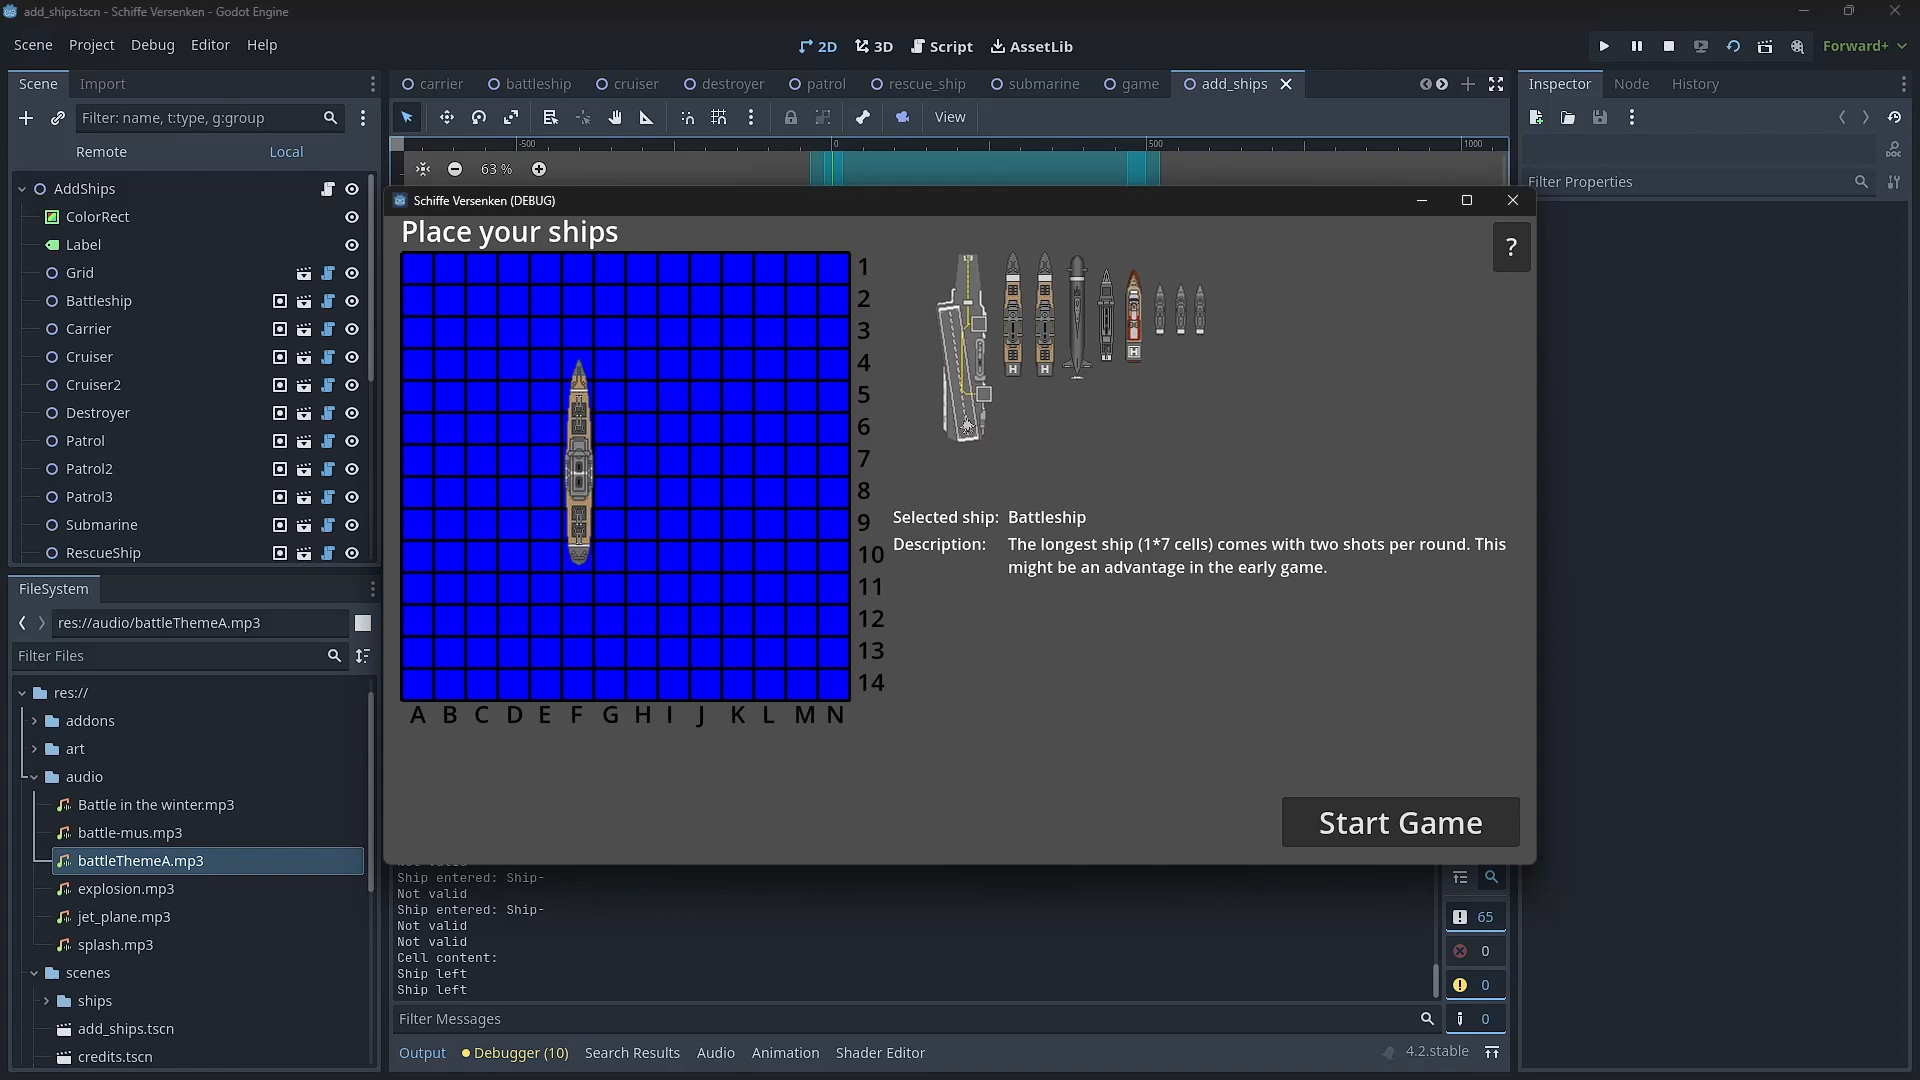 add_ships.tscn - Schiffe Versenken - Godot Engine
Scene Project Debug Editor Help
2D 3D Script AssetLib
Forward+
Scene Import
carrier battleship cruiser destroyer patrol rescue_ship submarine game add_ships
Inspector Node History
Filter: name, t:type, g:group
View
Remote Local
-500 0 500 1000
63 %
Filter Properties
AddShips
ColorRect
Label
Grid
Battleship
Carrier
Cruiser
Cruiser2
Destroyer
Patrol
Patrol2
Patrol3
Submarine
RescueShip
Schiffe Versenken (DEBUG)
Place your ships
?
1
2
3
4
5
6
7
8
9
10
11
12
13
14
A B C D E F G H I J K L M N
H H H
Selected ship: Battleship
Description: The longest ship (1*7 cells) comes with two shots per round. This
might be an advantage in the early game.
Start Game
FileSystem
res://audio/battleThemeA.mp3
Filter Files
res://
addons
art
audio
Battle in the winter.mp3
battle-mus.mp3
battleThemeA.mp3
explosion.mp3
jet_plane.mp3
splash.mp3
scenes
ships
add_ships.tscn
credits.tscn
Not valid
Ship entered: Ship-
Not valid
Ship entered: Ship-
Not valid
Not valid
Cell content:
Ship left
Ship left
65
0
0
0
Filter Messages
Output Debugger (10) Search Results Audio Animation Shader Editor
4.2.stable